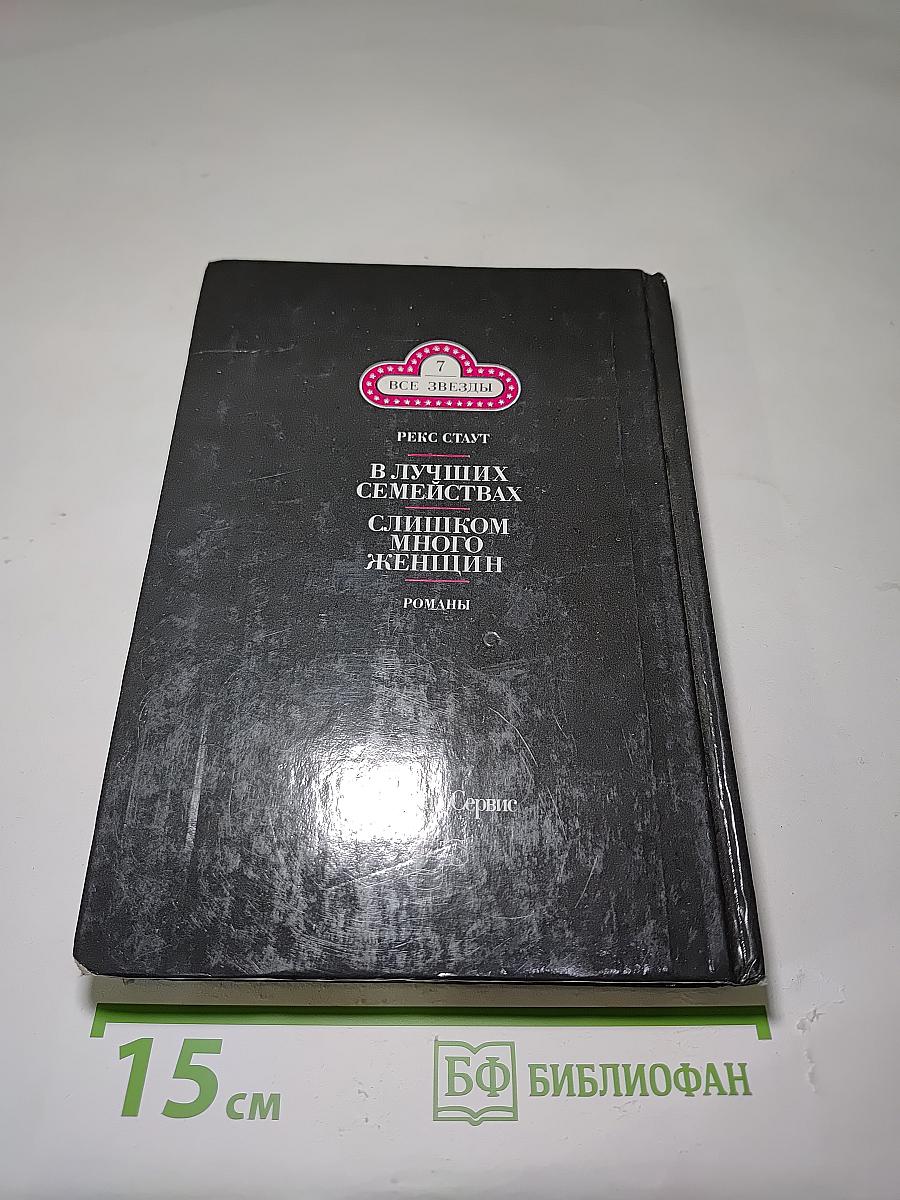 7
ВСЕ ЗВЕЗДЫ
РЕКС СТАУТ
В ЛУЧШИХ
СЕМЕЙСТВАХ
СЛИШКОМ
МНОГО
ЖЕНЩИН
РОМАНЫ
Сервис
15 см
БФ БИБЛИОФАН